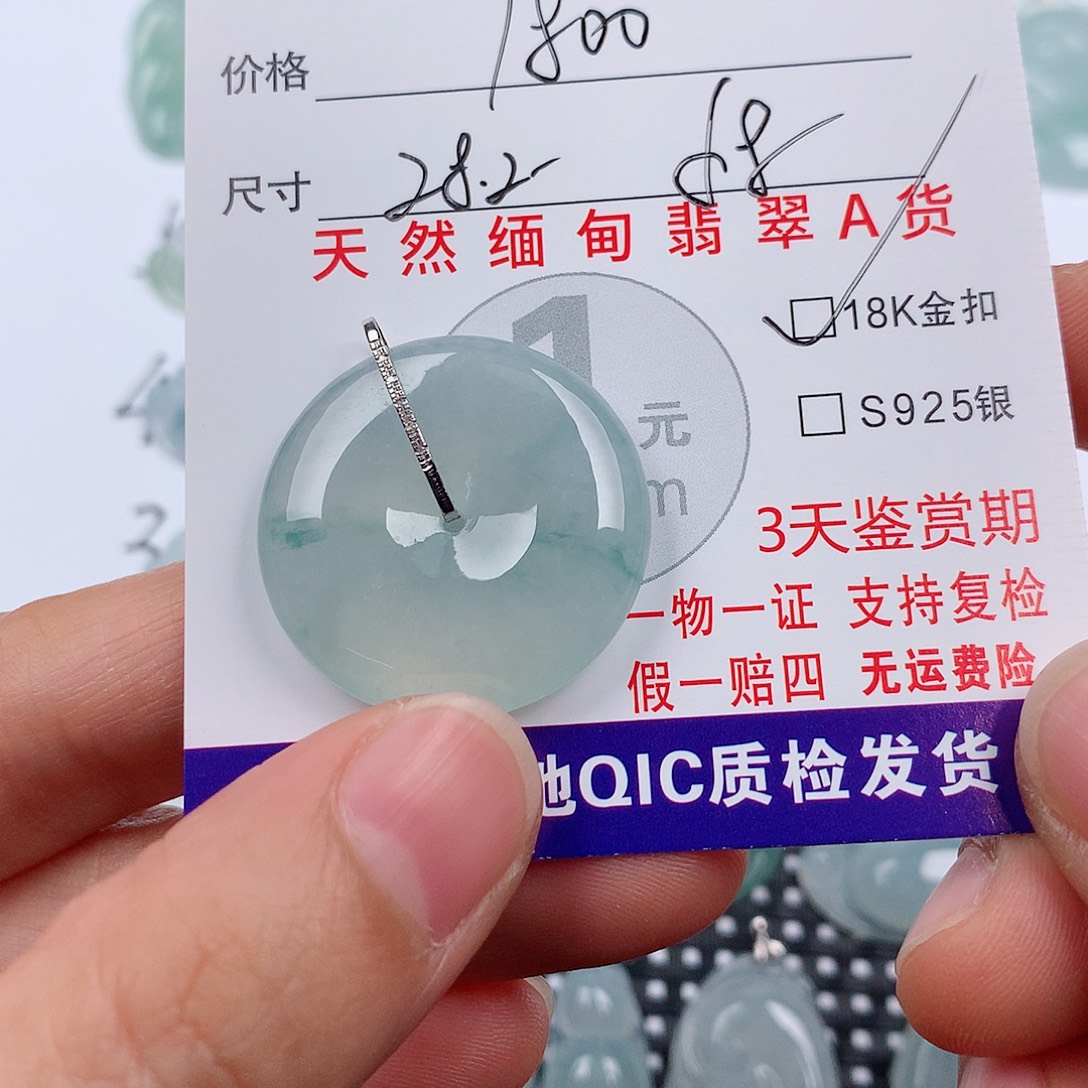 价格 1800
尺寸 28.2 68
天然缅甸翡翠A货
1
元
m
18K金扣
S925银
3天鉴赏期
一物一证 支持复检
假一赔四 无运费险
地QIC质检发货